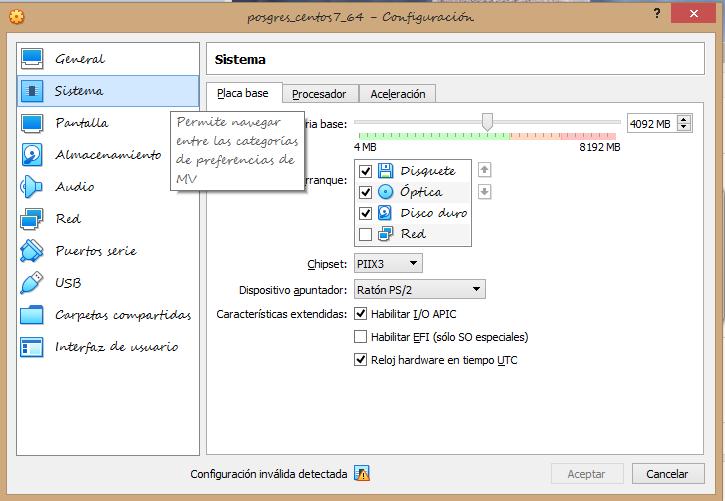 posgres_centos7_64 - Configuración
? X
General
Sistema
Pantalla
Almacenamiento
Audio
Red
Puertos serie
USB
Carpetas compartidas
Interfaz de usuario
Permite navegar
entre las categorías
de preferencias de
MV
Sistema
Placa base Procesador Aceleración
ria base: 4092 MB
4 MB 8192 MB
rranque: Disquete
Óptica
Disco duro
Red
Chipset: PIIX3
Dispositivo apuntador: Ratón PS/2
Características extendidas: Habilitar I/O APIC
Habilitar EFI (sólo SO especiales)
Reloj hardware en tiempo UTC
Configuración inválida detectada
Aceptar Cancelar